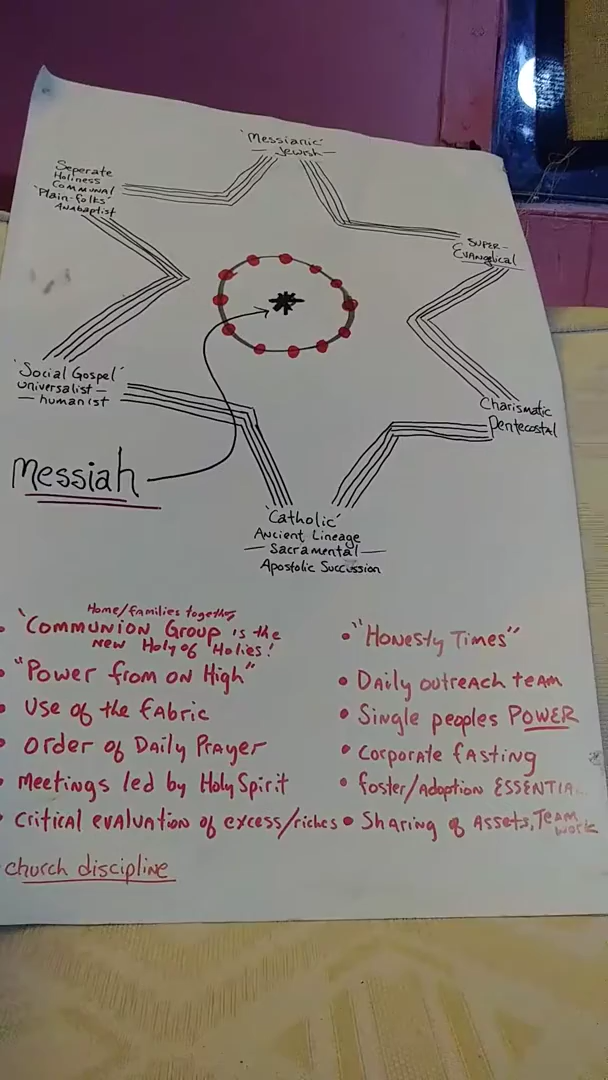 'Messianic'
— Jewish —
Seperate
Holiness
Communal
'Plain-folks'
Anabaptist
SUPER-
Evangelical
'Social Gospel'
universalist —
— humanist
Charismatic
Pentecostal
Messiah
'Catholic'
Ancient Lineage
— Sacramental —
Apostolic Succussion
Home/families together,
• 'Communion Group is the
new Holy of Holies!
• "Power from on High"
• Use of the fabric
• Order of Daily Prayer
• Meetings led by Holy Spirit
• Critical evaluation of excess/riches
church discipline
• "Honesty Times"
• Daily outreach team
• Single peoples POWER
• Corporate fasting
• foster/Adoption ESSENTIA
• Sharing of Assets, Team
work